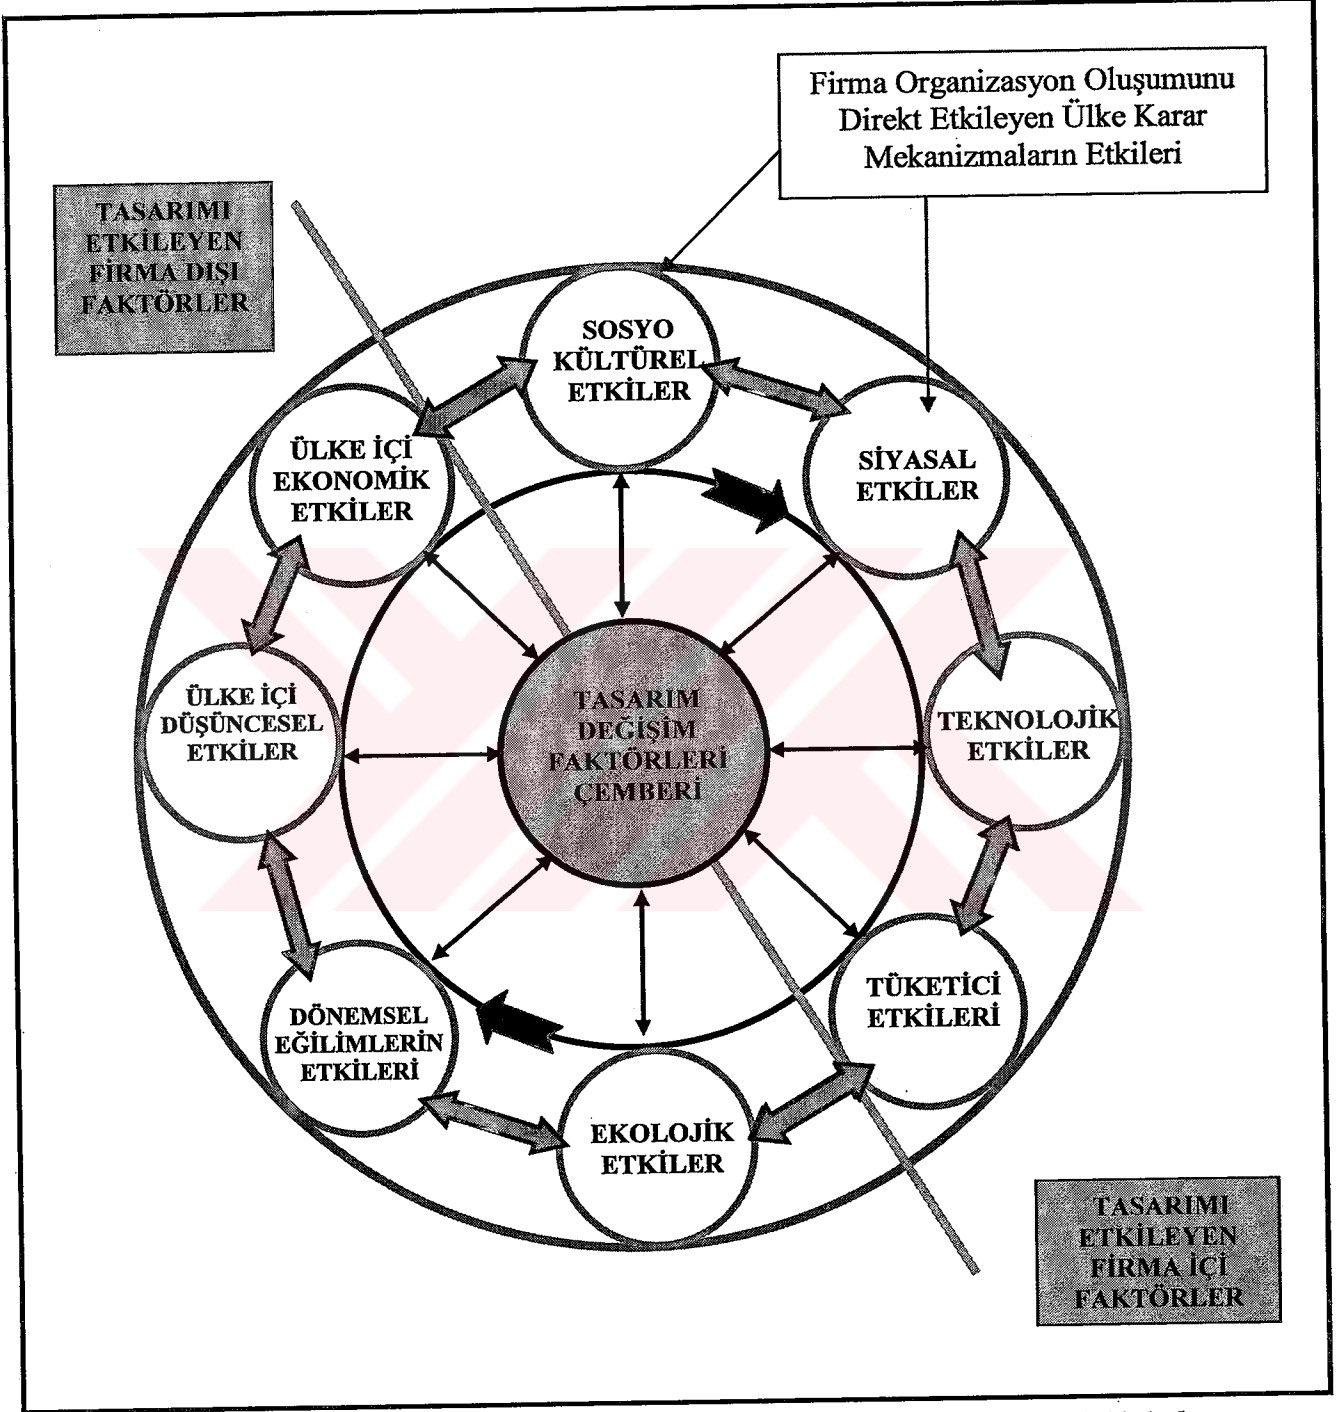 Firma Organizasyon Oluşumunu
Direkt Etkileyen Ülke Karar
Mekanizmaların Etkileri
TASARIMI
ETKİLEYEN
FİRMA DIŞI
FAKTÖRLER
SOSYO
KÜLTÜREL
ETKİLER
SİYASAL
ETKİLER
ÜLKE İÇİ
EKONOMİK
ETKİLER
ÜLKE İÇİ
DÜŞÜNCESEL
ETKİLER
TASARIM
DEĞİŞİM
FAKTÖRLERİ
ÇEMBERİ
TEKNOLOJİK
ETKİLER
TÜKETİCİ
ETKİLERİ
DÖNEMSEL
EĞİLİMLERİN
ETKİLERİ
EKOLOJİK
ETKİLER
TASARIMI
ETKİLEYEN
FİRMA İÇİ
FAKTÖRLER